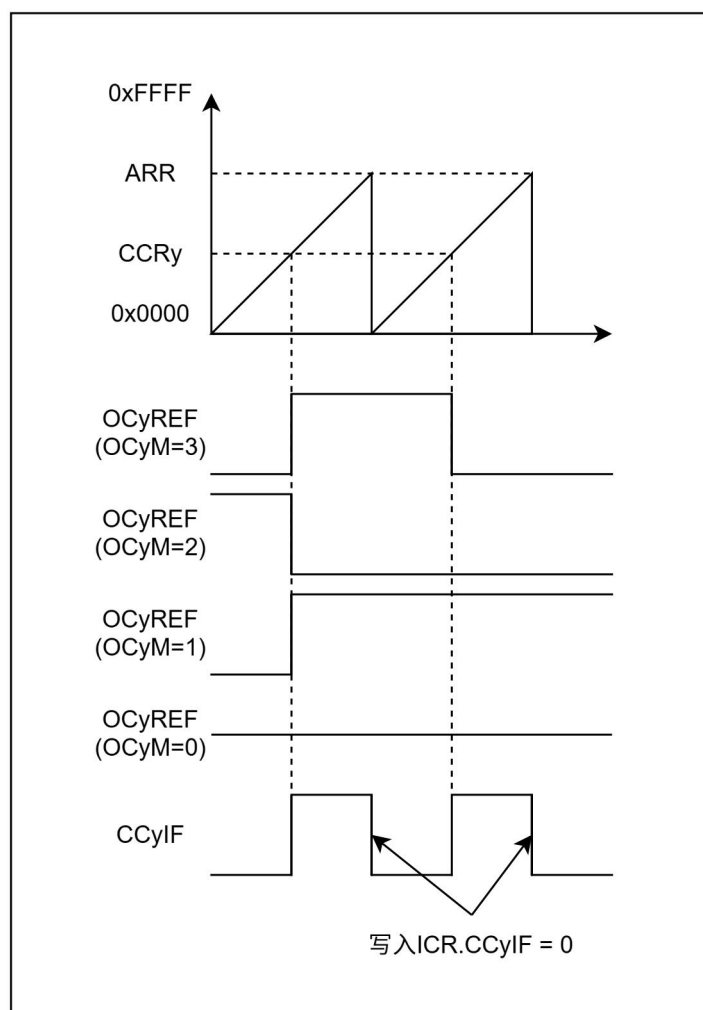 0xFFFF
ARR
CCRy
0x0000
OCyREF
(OCyM=3)
OCyREF
(OCyM=2)
OCyREF
(OCyM=1)
OCyREF
(OCyM=0)
CCyIF
写入ICR.CCyIF = 0